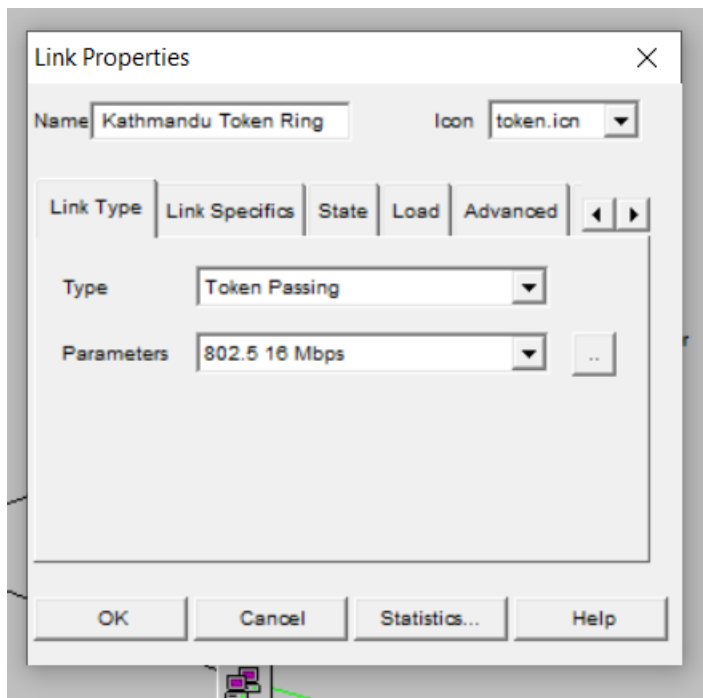 Link Properties
Name Kathmandu Token Ring Icon token.icn
Link Type Link Specifics State Load Advanced
Type Token Passing
Parameters 802.5 16 Mbps ..
r
OK Cancel Statistics... Help